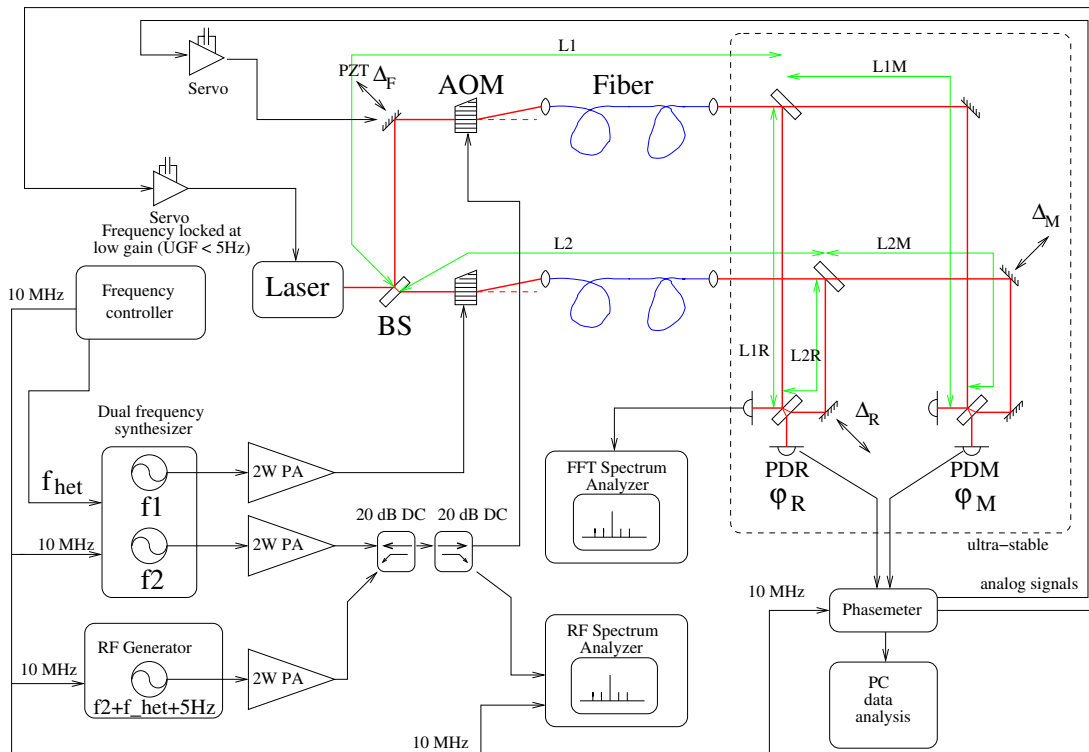 L1
Servo
PZT
Δ_F
AOM
Fiber
L1M
Servo
Frequency locked at
low gain (UGF < 5Hz)
L2
L2M
Δ_M
Laser
BS
10 MHz
Frequency
controller
L1R
L2R
Δ_R
Dual frequency
synthesizer
f_het
f1
2W PA
FFT Spectrum
Analyzer
PDR
φ_R
PDM
φ_M
20 dB DC
20 dB DC
10 MHz
f2
2W PA
ultra−stable
analog signals
10 MHz
Phasemeter
RF Generator
10 MHz
f2+f_het+5Hz
2W PA
RF Spectrum
Analyzer
PC
data
analysis
10 MHz